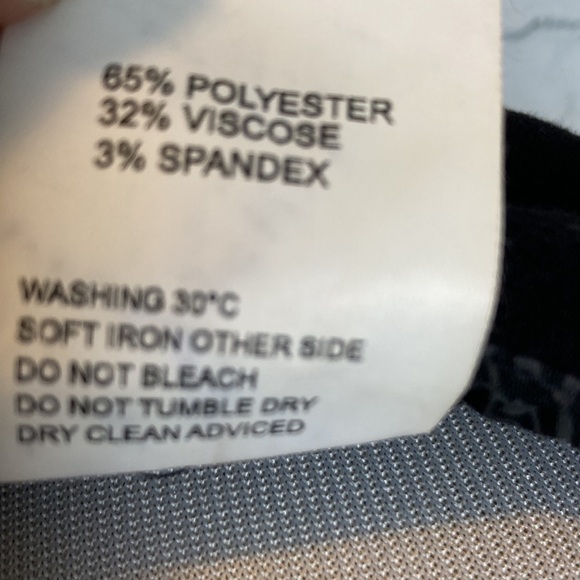 65% POLYESTER
32% VISCOSE
3% SPANDEX
WASHING 30°C
SOFT IRON OTHER SIDE
DO NOT BLEACH
DO NOT TUMBLE DRY
DRY CLEAN ADVICED